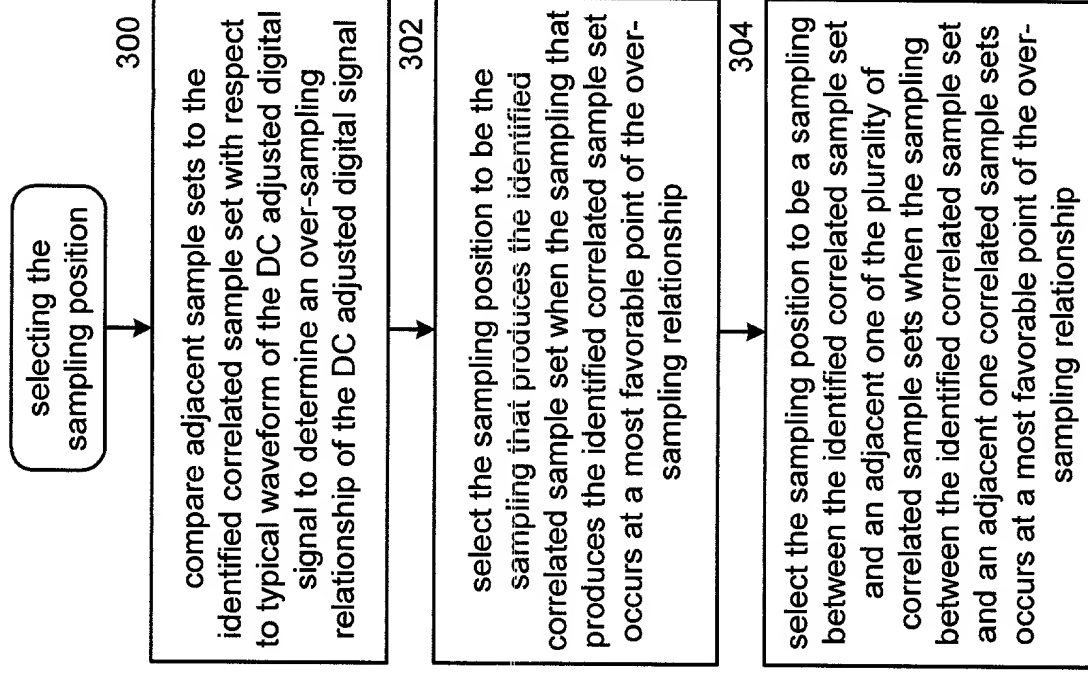 selecting the
sampling position
300
compare adjacent sample sets to the
identified correlated sample set with respect
to typical waveform of the DC adjusted digital
signal to determine an over-sampling
relationship of the DC adjusted digital signal
302
select the sampling position to be the
sampling that produces the identified
correlated sample set when the sampling that
produces the identified correlated sample set
occurs at a most favorable point of the over-
sampling relationship
304
select the sampling position to be a sampling
between the identified correlated sample set
and an adjacent one of the plurality of
correlated sample sets when the sampling
between the identified correlated sample set
and an adjacent one correlated sample sets
occurs at a most favorable point of the over-
sampling relationship